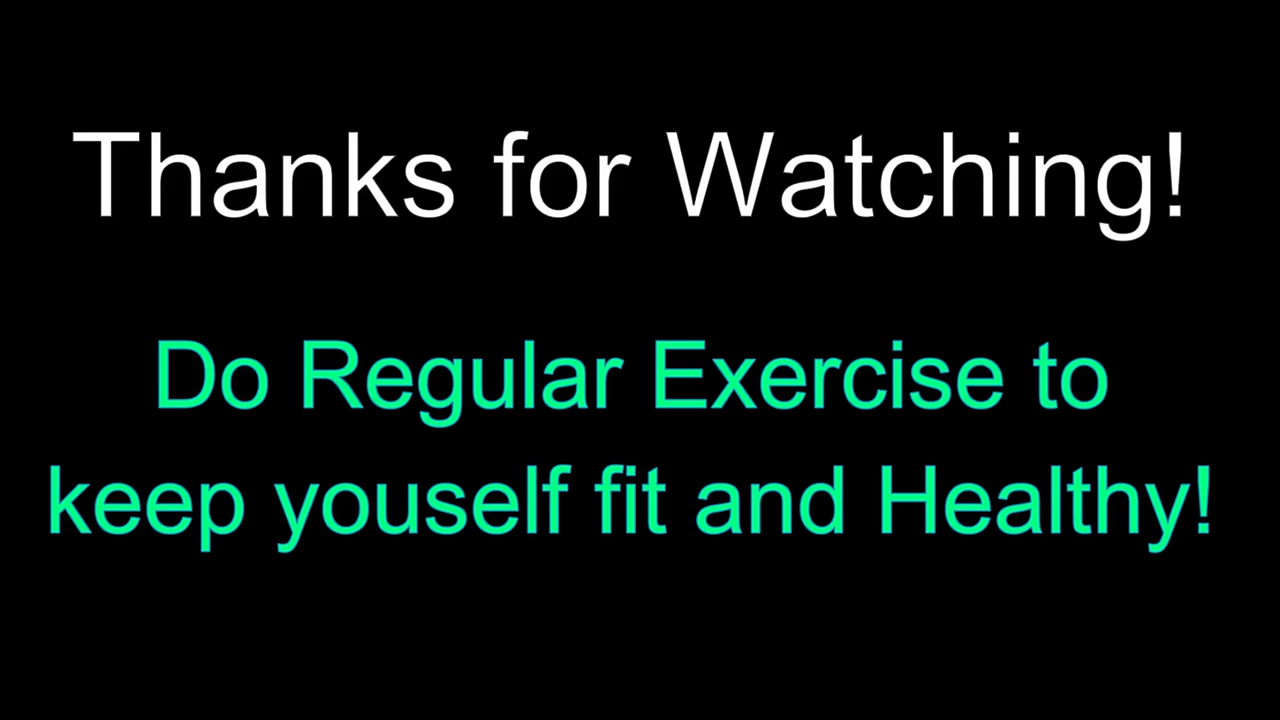 Thanks for Watching!
Do Regular Exercise to
keep youself fit and Healthy!